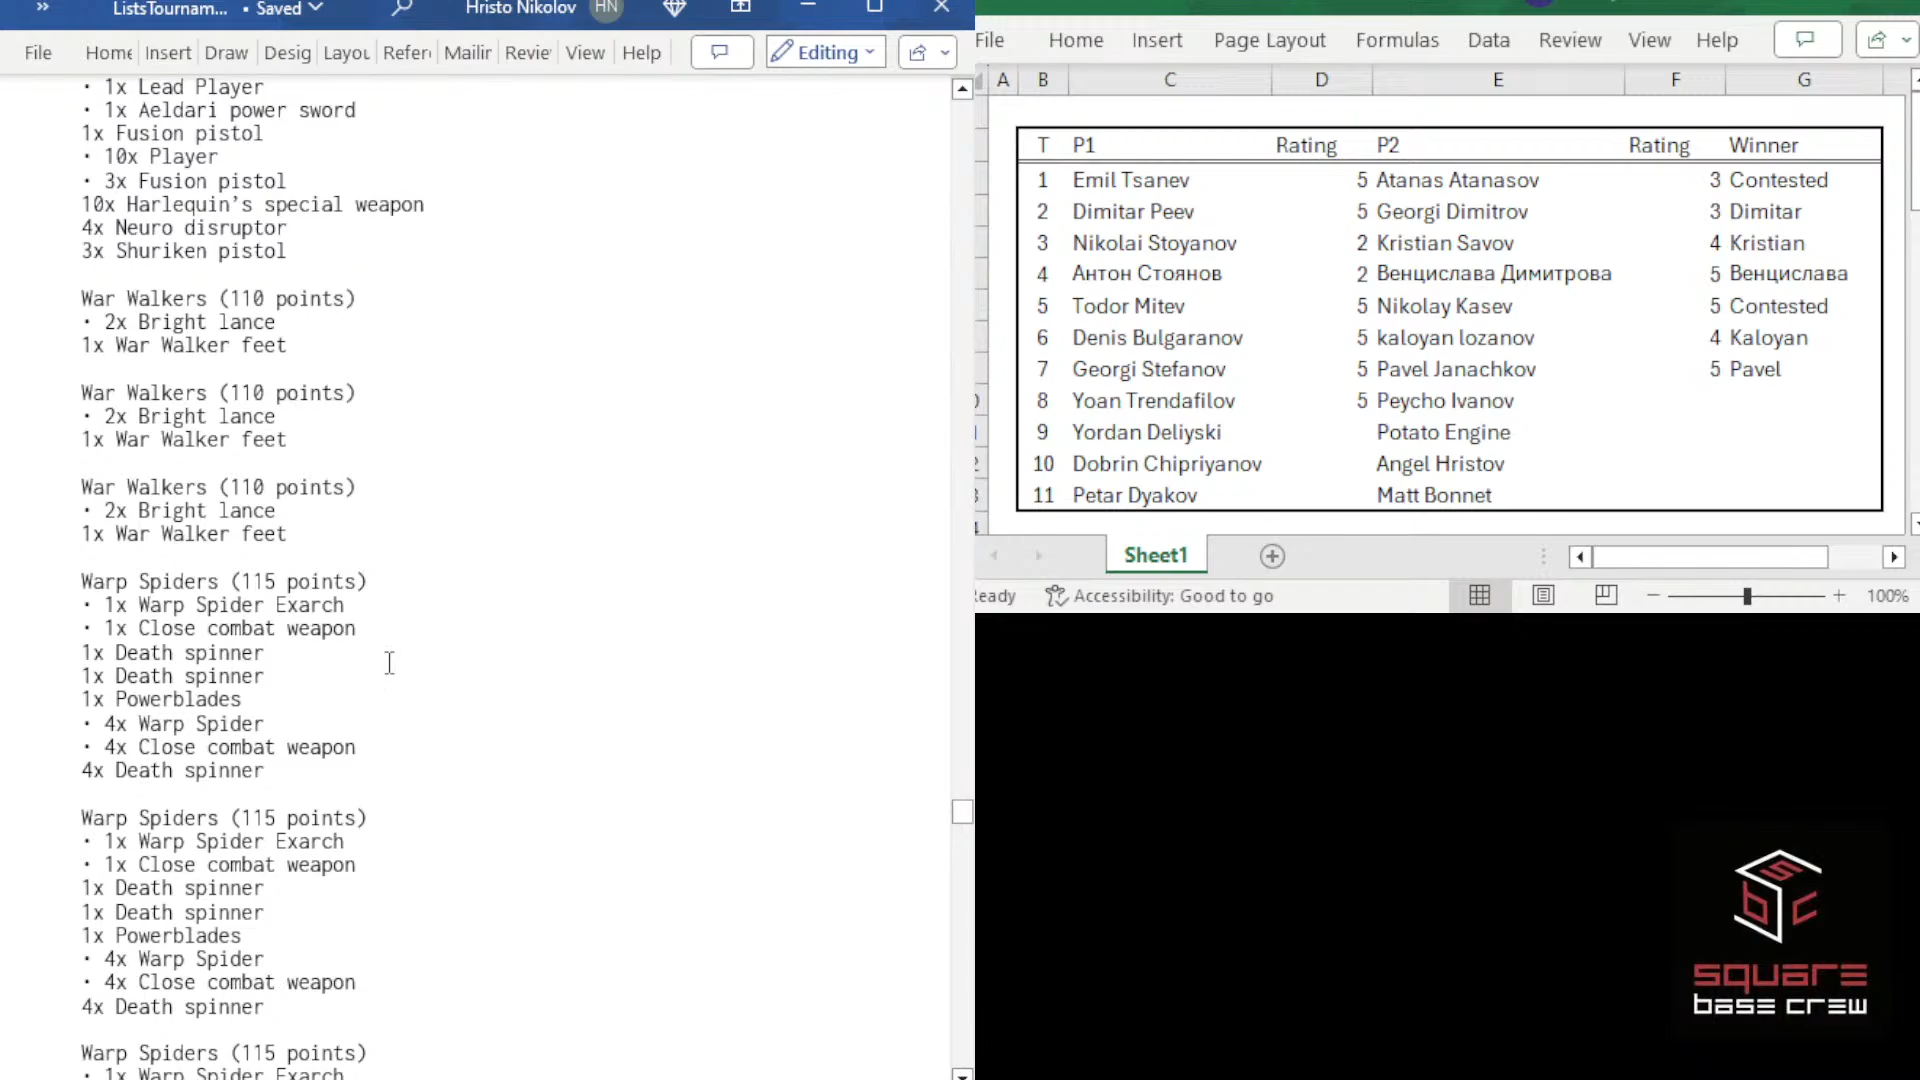 ListsTournam... • Saved
Hristo Nikolov HN
File Home Insert Draw Desig Layou Refer Mailin Revie View Help
Editing
· 1x Lead Player
· 1x Aeldari power sword
1x Fusion pistol
· 10x Player
· 3x Fusion pistol
10x Harlequin's special weapon
4x Neuro disruptor
3x Shuriken pistol
War Walkers (110 points)
· 2x Bright lance
1x War Walker feet
War Walkers (110 points)
· 2x Bright lance
1x War Walker feet
War Walkers (110 points)
· 2x Bright lance
1x War Walker feet
Warp Spiders (115 points)
· 1x Warp Spider Exarch
· 1x Close combat weapon
1x Death spinner
1x Death spinner
1x Powerblades
· 4x Warp Spider
· 4x Close combat weapon
4x Death spinner
Warp Spiders (115 points)
· 1x Warp Spider Exarch
· 1x Close combat weapon
1x Death spinner
1x Death spinner
1x Powerblades
· 4x Warp Spider
· 4x Close combat weapon
4x Death spinner
Warp Spiders (115 points)
· 1x Warp Spider Exarch
File Home Insert Page Layout Formulas Data Review View Help
A B C D E F G
T P1 Rating P2 Rating Winner
1 Emil Tsanev 5 Atanas Atanasov 3 Contested
2 Dimitar Peev 5 Georgi Dimitrov 3 Dimitar
3 Nikolai Stoyanov 2 Kristian Savov 4 Kristian
4 Антон Стоянов 2 Венцислава Димитрова 5 Венцислава
5 Todor Mitev 5 Nikolay Kasev 5 Contested
6 Denis Bulgaranov 5 kaloyan lozanov 4 Kaloyan
7 Georgi Stefanov 5 Pavel Janachkov 5 Pavel
8 Yoan Trendafilov 5 Peycho Ivanov
9 Yordan Deliyski Potato Engine
10 Dobrin Chipriyanov Angel Hristov
11 Petar Dyakov Matt Bonnet
Sheet1
eady Accessibility: Good to go 100%
sbc
square
base crew